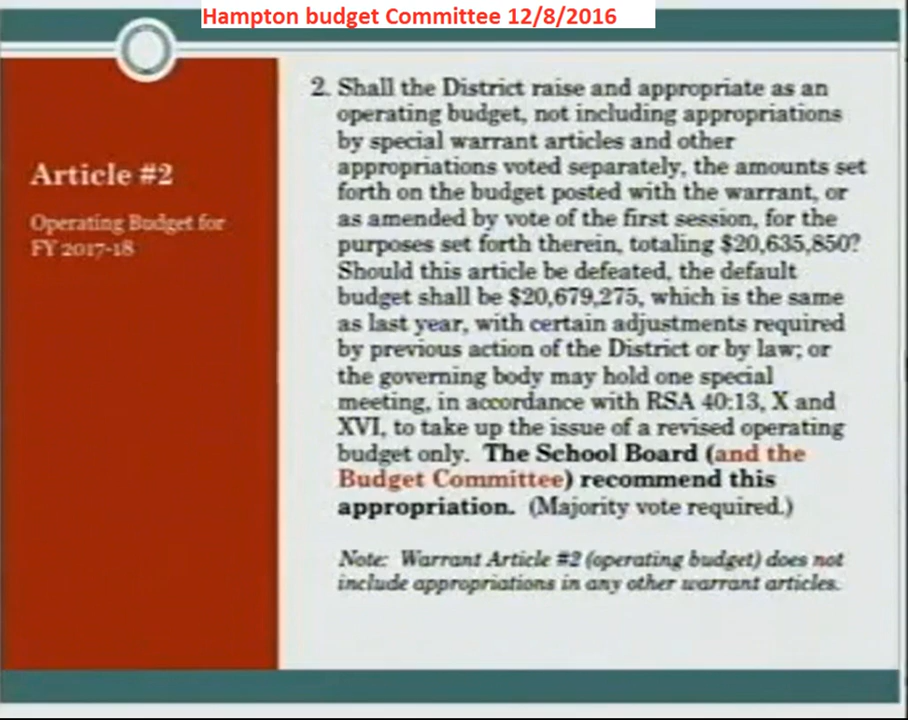 Hampton budget Committee 12/8/2016
Article #2
Operating Budget for
FY 2017-18
2. Shall the District raise and appropriate as an
operating budget, not including appropriations
by special warrant articles and other
appropriations voted separately, the amounts set
forth on the budget posted with the warrant, or
as amended by vote of the first session, for the
purposes set forth therein, totaling $20,635,850?
Should this article be defeated, the default
budget shall be $20,679,275, which is the same
as last year, with certain adjustments required
by previous action of the District or by law; or
the governing body may hold one special
meeting, in accordance with RSA 40:13, X and
XVI, to take up the issue of a revised operating
budget only. The School Board (and the
Budget Committee) recommend this
appropriation. (Majority vote required.)
Note: Warrant Article #2 (operating budget) does not
include appropriations in any other warrant articles.